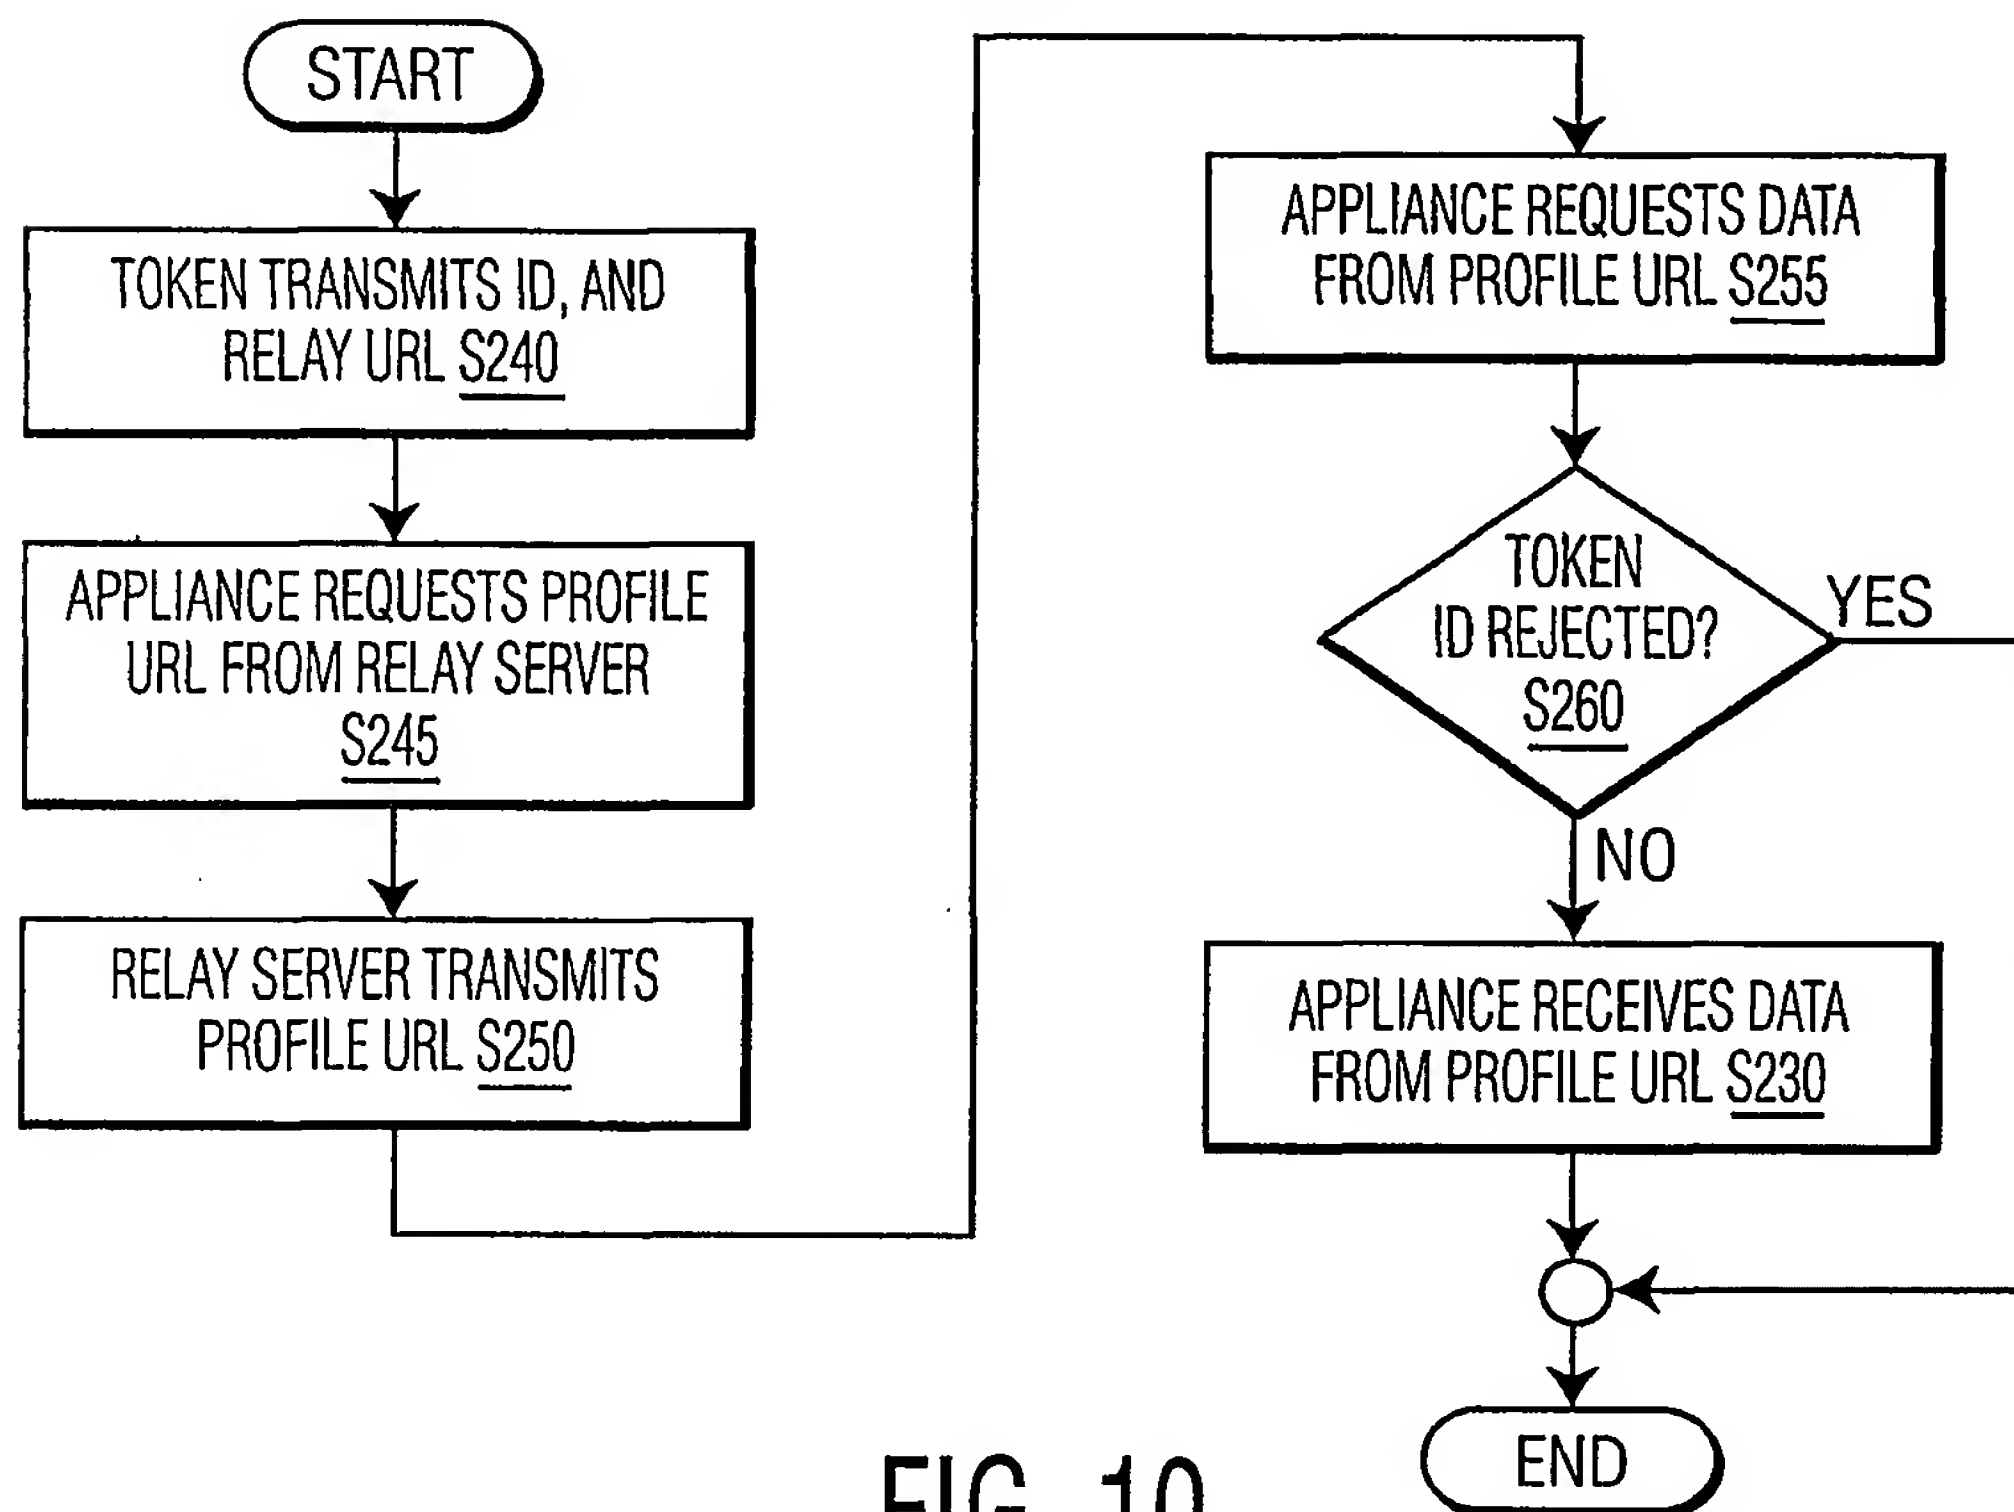 START
TOKEN TRANSMITS ID, AND
RELAY URL S240
APPLIANCE REQUESTS PROFILE
URL FROM RELAY SERVER
S245
RELAY SERVER TRANSMITS
PROFILE URL S250
APPLIANCE REQUESTS DATA
FROM PROFILE URL S255
TOKEN
ID REJECTED?
S260
YES
NO
APPLIANCE RECEIVES DATA
FROM PROFILE URL S230
END
FIG. 10